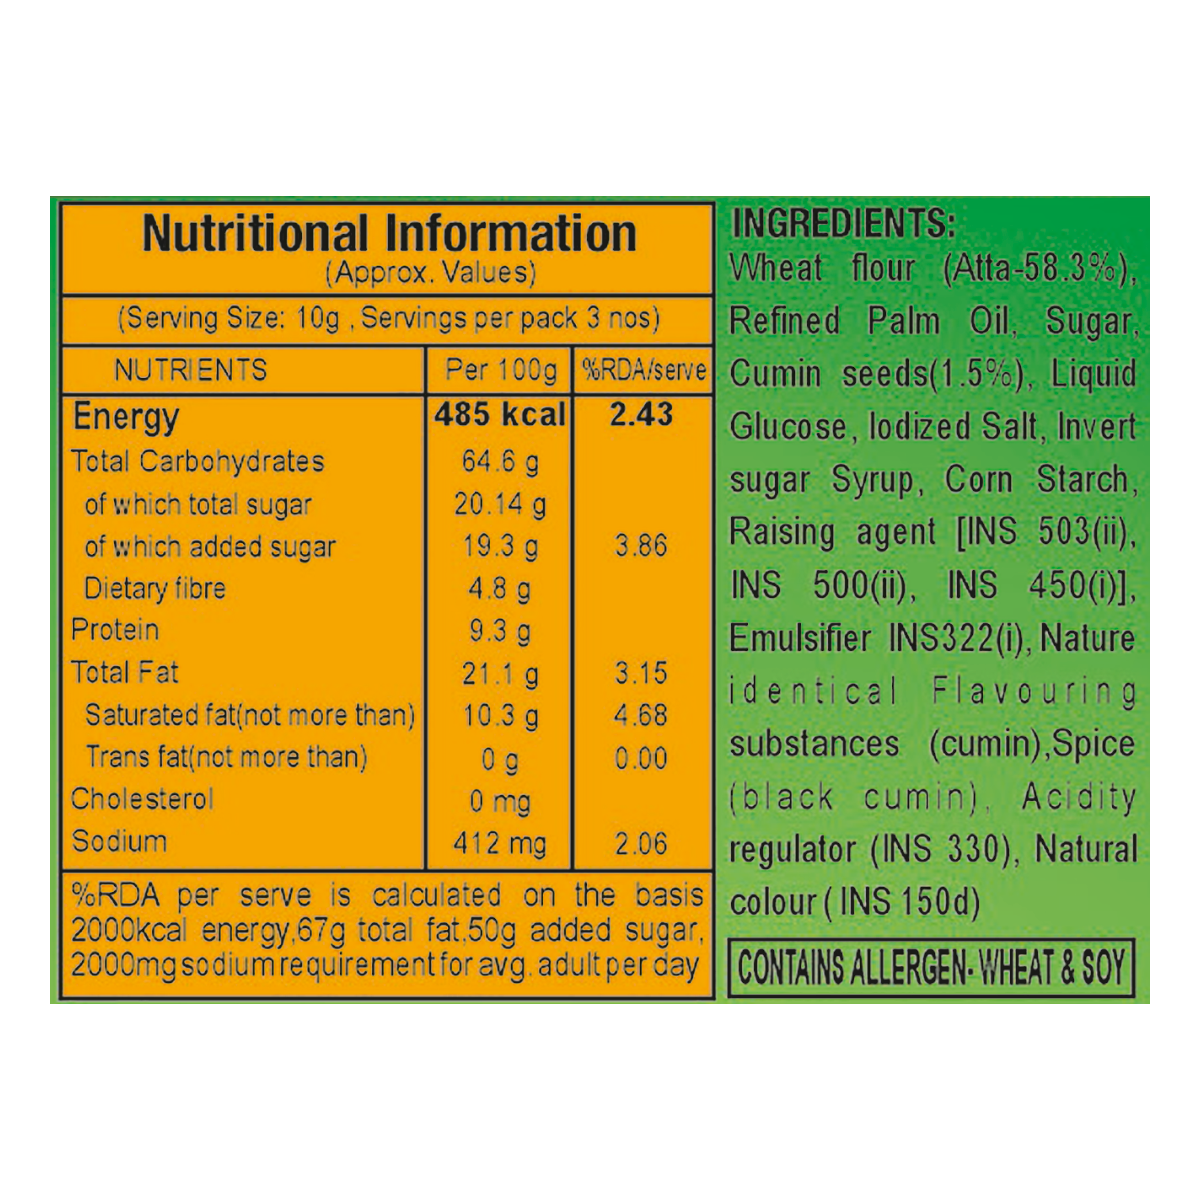 Nutritional Information
(Approx. Values)
(Serving Size: 10g , Servings per pack 3 nos)
NUTRIENTS Per 100g %RDA/serve
Energy 485 kcal 2.43
Total Carbohydrates 64.6 g
of which total sugar 20.14 g
of which added sugar 19.3 g 3.86
Dietary fibre 4.8 g
Protein 9.3 g
Total Fat 21.1 g 3.15
Saturated fat(not more than) 10.3 g 4.68
Trans fat(not more than) 0 g 0.00
Cholesterol 0 mg
Sodium 412 mg 2.06
%RDA per serve is calculated on the basis
2000kcal energy,67g total fat,50g added sugar,
2000mg sodium requirement for avg. adult per day
INGREDIENTS:
Wheat flour (Atta-58.3%),
Refined Palm Oil, Sugar,
Cumin seeds(1.5%), Liquid
Glucose, Iodized Salt, Invert
sugar Syrup, Corn Starch,
Raising agent [INS 503(ii),
INS 500(ii), INS 450(i)],
Emulsifier INS322(i), Nature
identical Flavouring
substances (cumin),Spice
(black cumin), Acidity
regulator (INS 330), Natural
colour ( INS 150d)
CONTAINS ALLERGEN- WHEAT & SOY